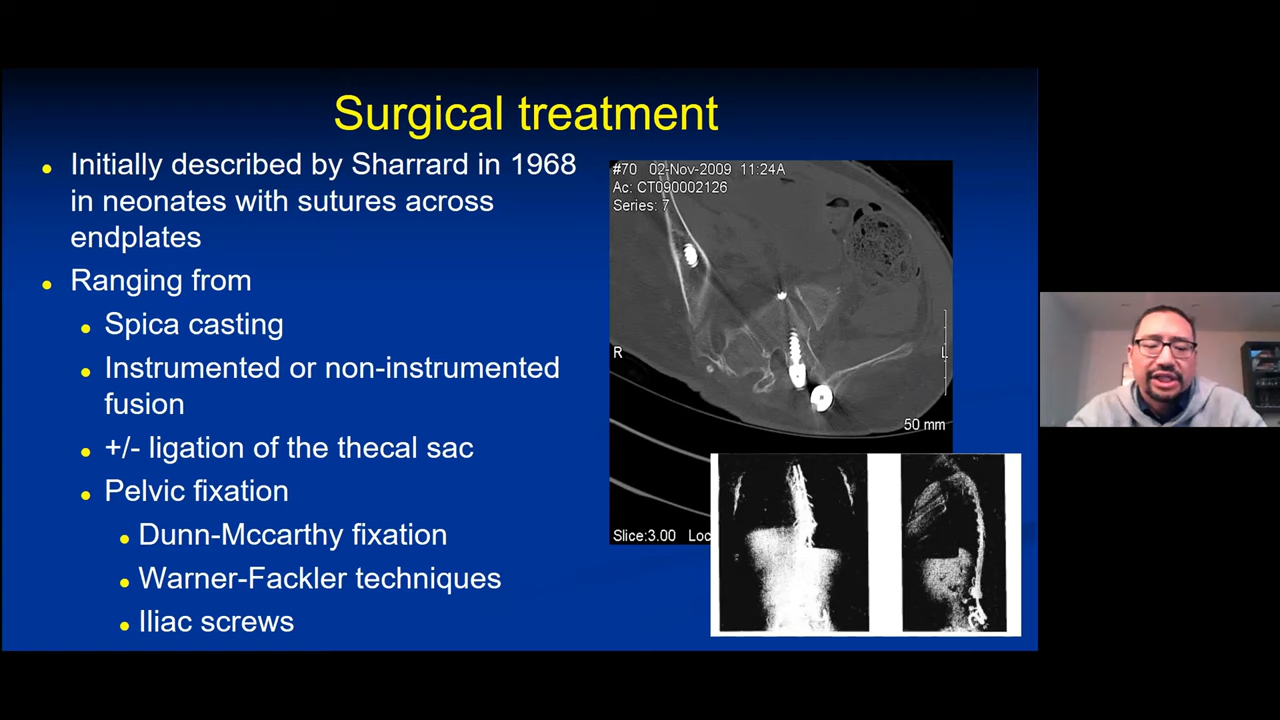 Surgical treatment
Initially described by Sharrard in 1968
in neonates with sutures across
endplates
Ranging from
Spica casting
Instrumented or non-instrumented
fusion
+/- ligation of the thecal sac
Pelvic fixation
Dunn-Mccarthy fixation
Warner-Fackler techniques
Iliac screws
#70 02-Nov-2009 11:24A
Ac: CT090002126
Series: 7
R
L
50 mm
Slice:3.00 Loc